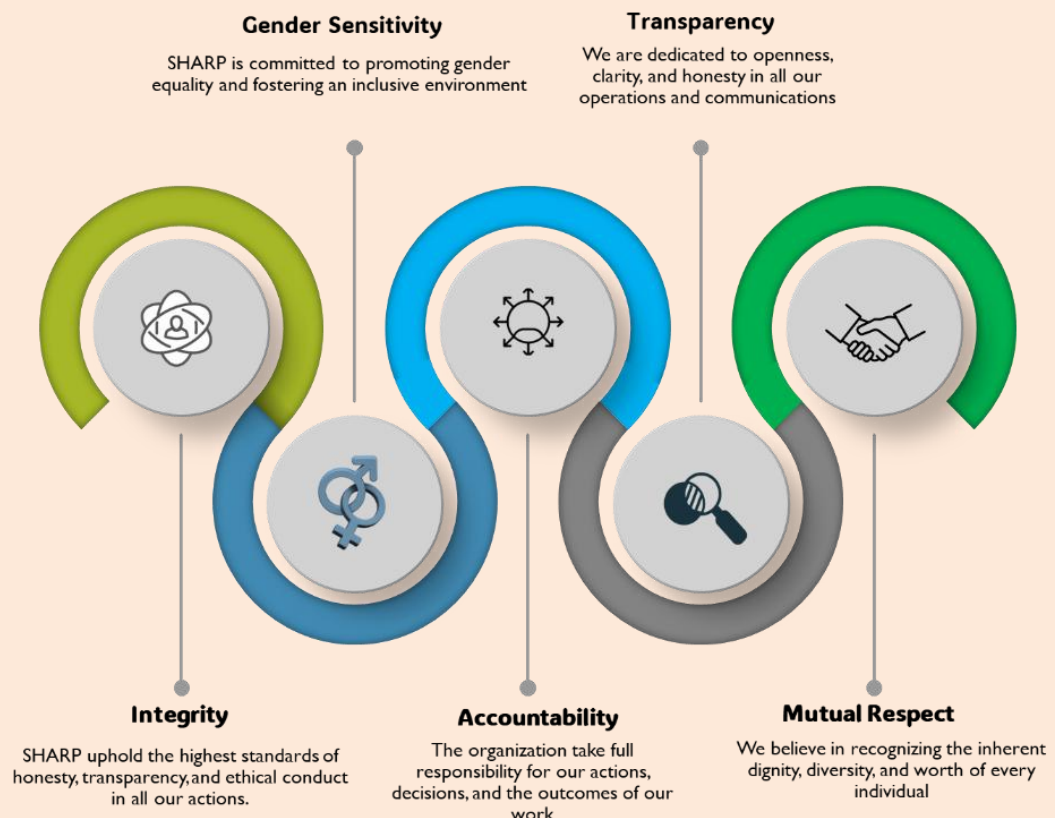 Gender Sensitivity
SHARP is committed to promoting gender
equality and fostering an inclusive environment
Transparency
We are dedicated to openness,
clarity, and honesty in all our
operations and communications
Integrity
SHARP uphold the highest standards of
honesty, transparency, and ethical conduct
in all our actions.
Accountability
The organization take full
responsibility for our actions,
decisions, and the outcomes of our
work
Mutual Respect
We believe in recognizing the inherent
dignity, diversity, and worth of every
individual